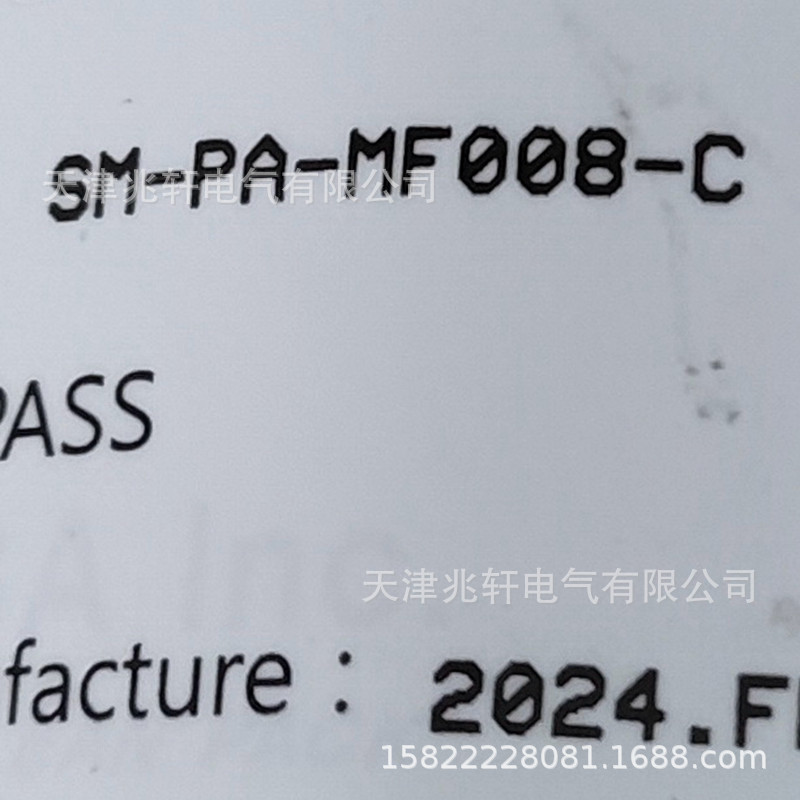 SM-PA-MF008-C
天津兆轩电气有限公司
PASS
天津兆轩电气有限公司
facture : 2024.F
15822228081.1688.com